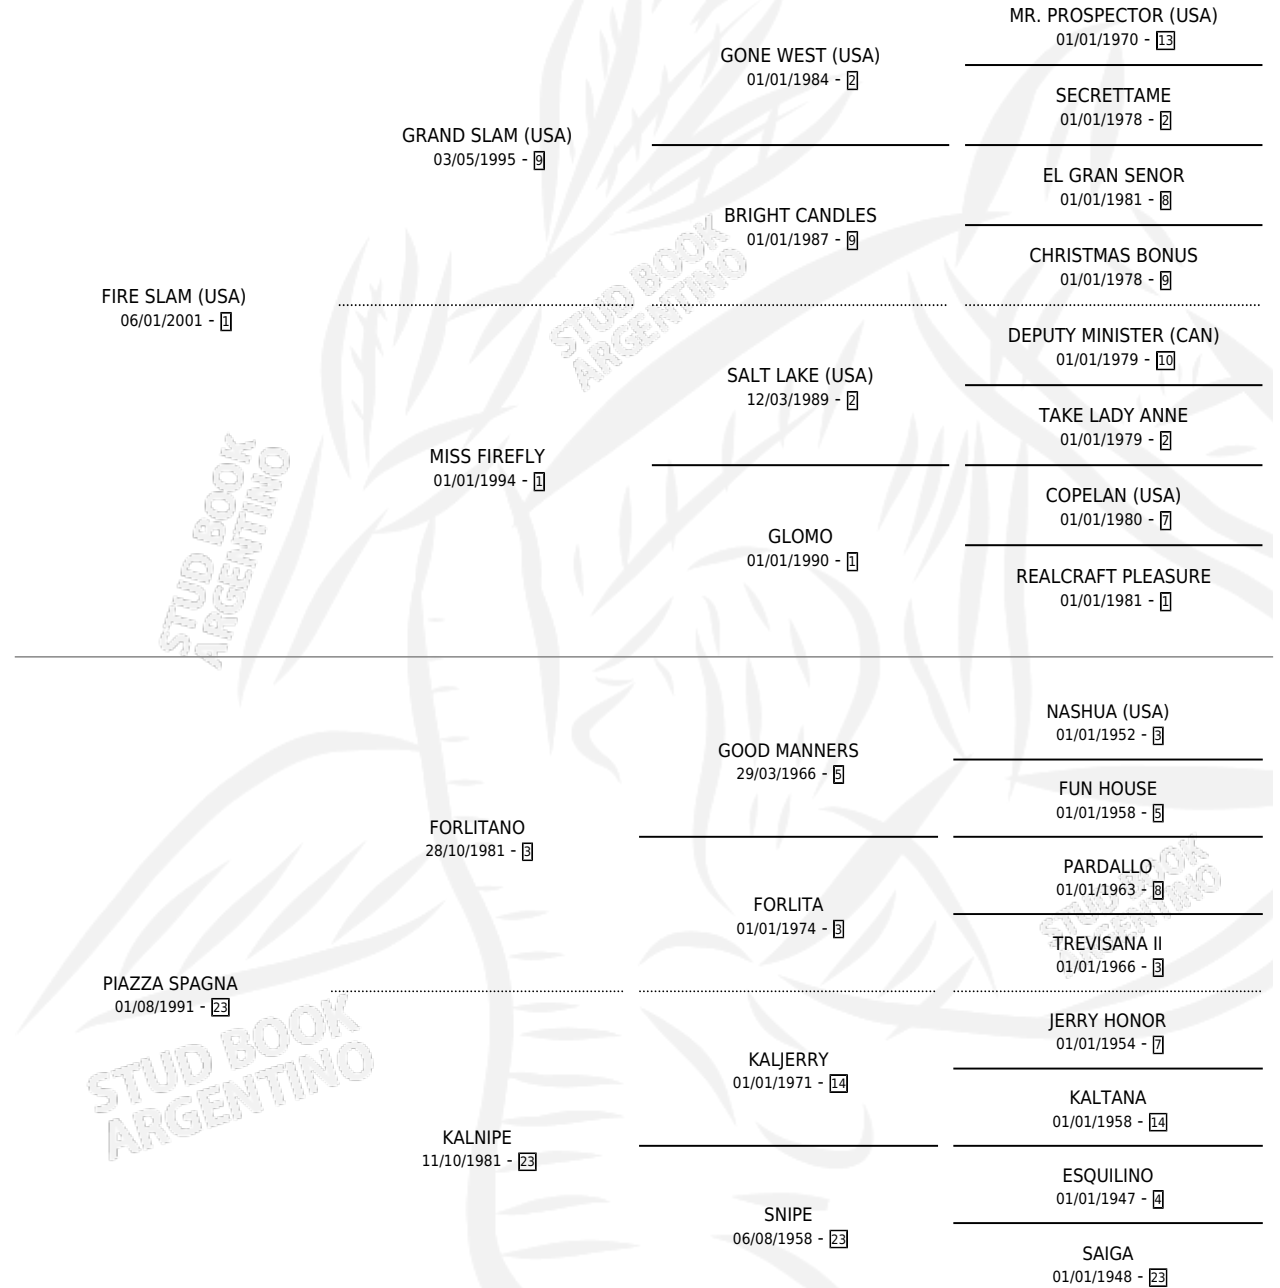 MR. PROSPECTOR (USA)
01/01/1970 - 13
GONE WEST (USA)
01/01/1984 - 2
SECRETTAME
01/01/1978 - 2
GRAND SLAM (USA)
03/05/1995 - 9
EL GRAN SENOR
01/01/1981 - 8
BRIGHT CANDLES
01/01/1987 - 9
CHRISTMAS BONUS
01/01/1978 - 9
FIRE SLAM (USA)
06/01/2001 - 1
STUD BOOK
ARGENTINO
DEPUTY MINISTER (CAN)
01/01/1979 - 10
SALT LAKE (USA)
12/03/1989 - 2
TAKE LADY ANNE
01/01/1979 - 2
MISS FIREFLY
01/01/1994 - 1
COPELAN (USA)
01/01/1980 - 7
GLOMO
01/01/1990 - 1
REALCRAFT PLEASURE
01/01/1981 - 1
STUD BOOK
ARGENTINO
NASHUA (USA)
01/01/1952 - 3
GOOD MANNERS
29/03/1966 - 5
FUN HOUSE
01/01/1958 - 5
FORLITANO
28/10/1981 - 3
PARDALLO
01/01/1963 - 8
FORLITA
01/01/1974 - 3
STUD BOOK
ARGENTINO
TREVISANA II
01/01/1966 - 3
PIAZZA SPAGNA
01/08/1991 - 23
STUD BOOK
ARGENTINO
JERRY HONOR
01/01/1954 - 7
KALJERRY
01/01/1971 - 14
KALTANA
01/01/1958 - 14
KALNIPE
11/10/1981 - 23
ESQUILINO
01/01/1947 - 4
SNIPE
06/08/1958 - 23
SAIGA
01/01/1948 - 23